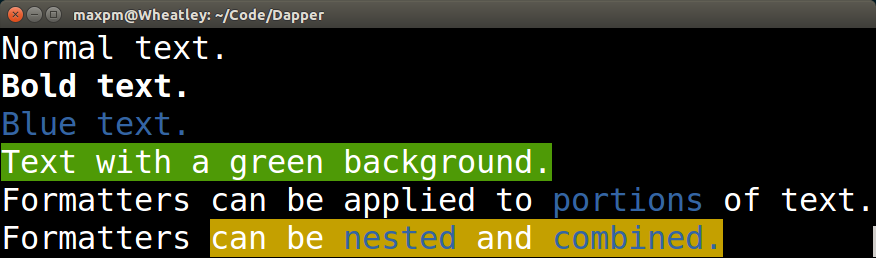 maxpm@Wheatley: ~/Code/Dapper
Normal text.
Bold text.
Blue text.
Text with a green background.
Formatters can be applied to portions of text.
Formatters can be nested and combined.